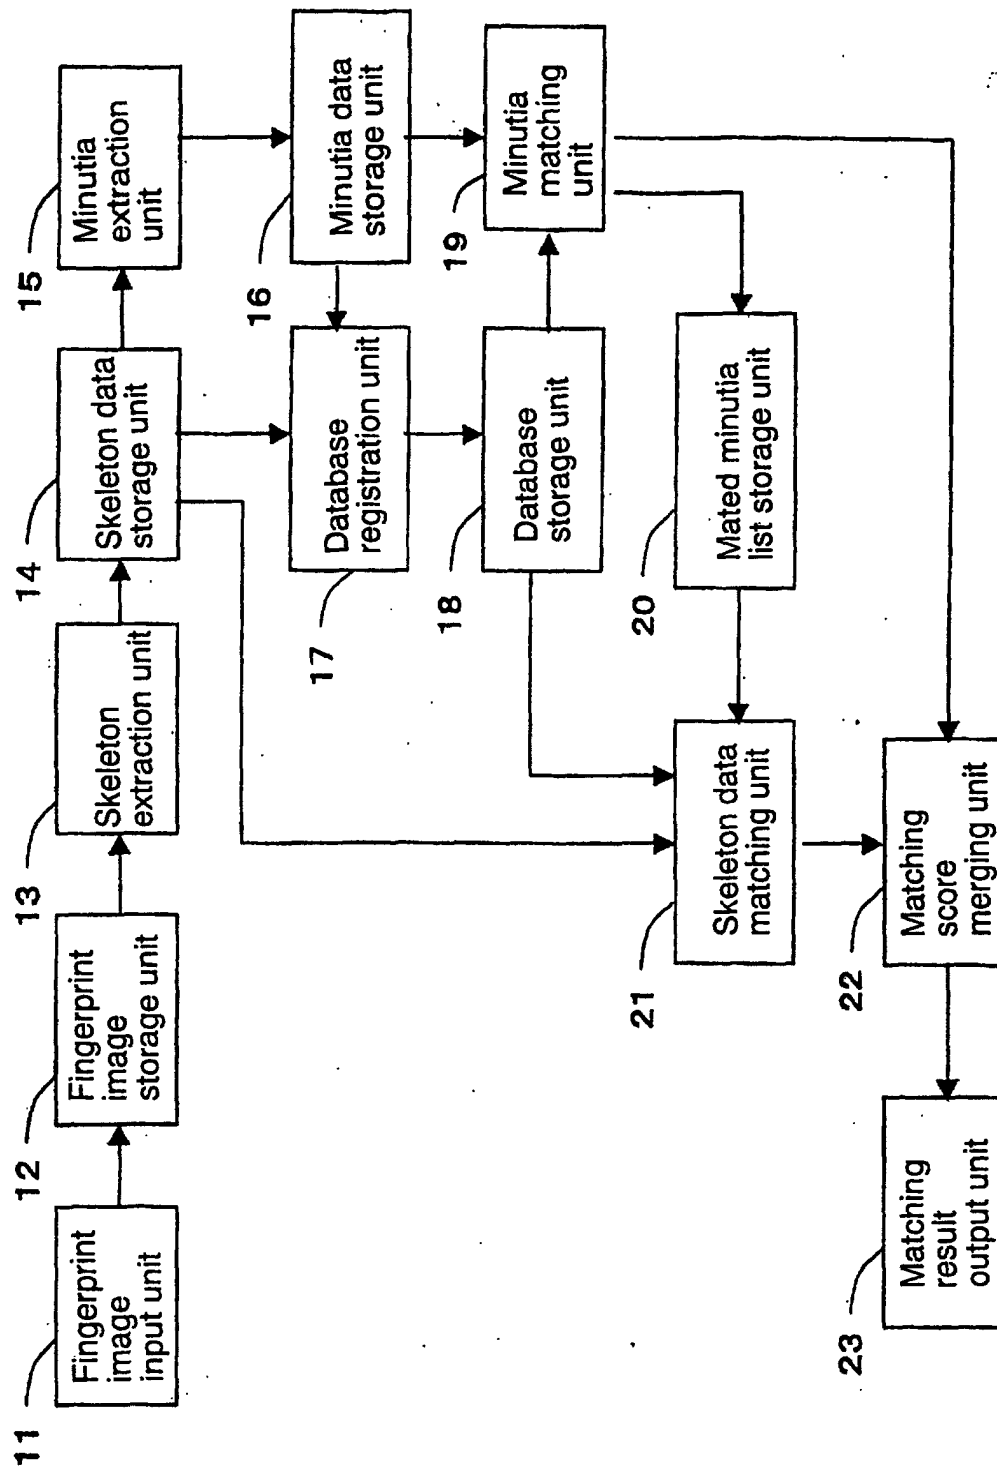 11
Fingerprint
image
input unit
12
Fingerprint
image
storage unit
13
Skeleton
extraction unit
14
Skeleton data
storage unit
15
Minutia
extraction
unit
16
Minutia data
storage unit
17
Database
registration unit
18
Database
storage unit
19
Minutia
matching
unit
20
Mated minutia
list storage unit
21
Skeleton data
matching unit
22
Matching
score
merging unit
23
Matching
result
output unit